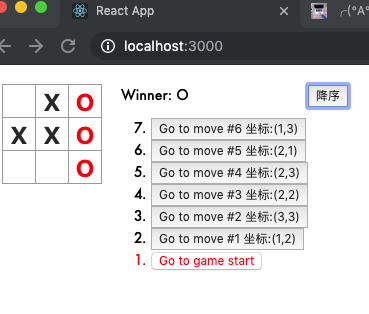 React App
╭(°A°
localhost:3000
X O
X X O
O
Winner: O
降序
7. Go to move #6 坐标:(1,3)
6. Go to move #5 坐标:(2,1)
5. Go to move #4 坐标:(2,3)
4. Go to move #3 坐标:(2,2)
3. Go to move #2 坐标:(3,3)
2. Go to move #1 坐标:(1,2)
1. Go to game start